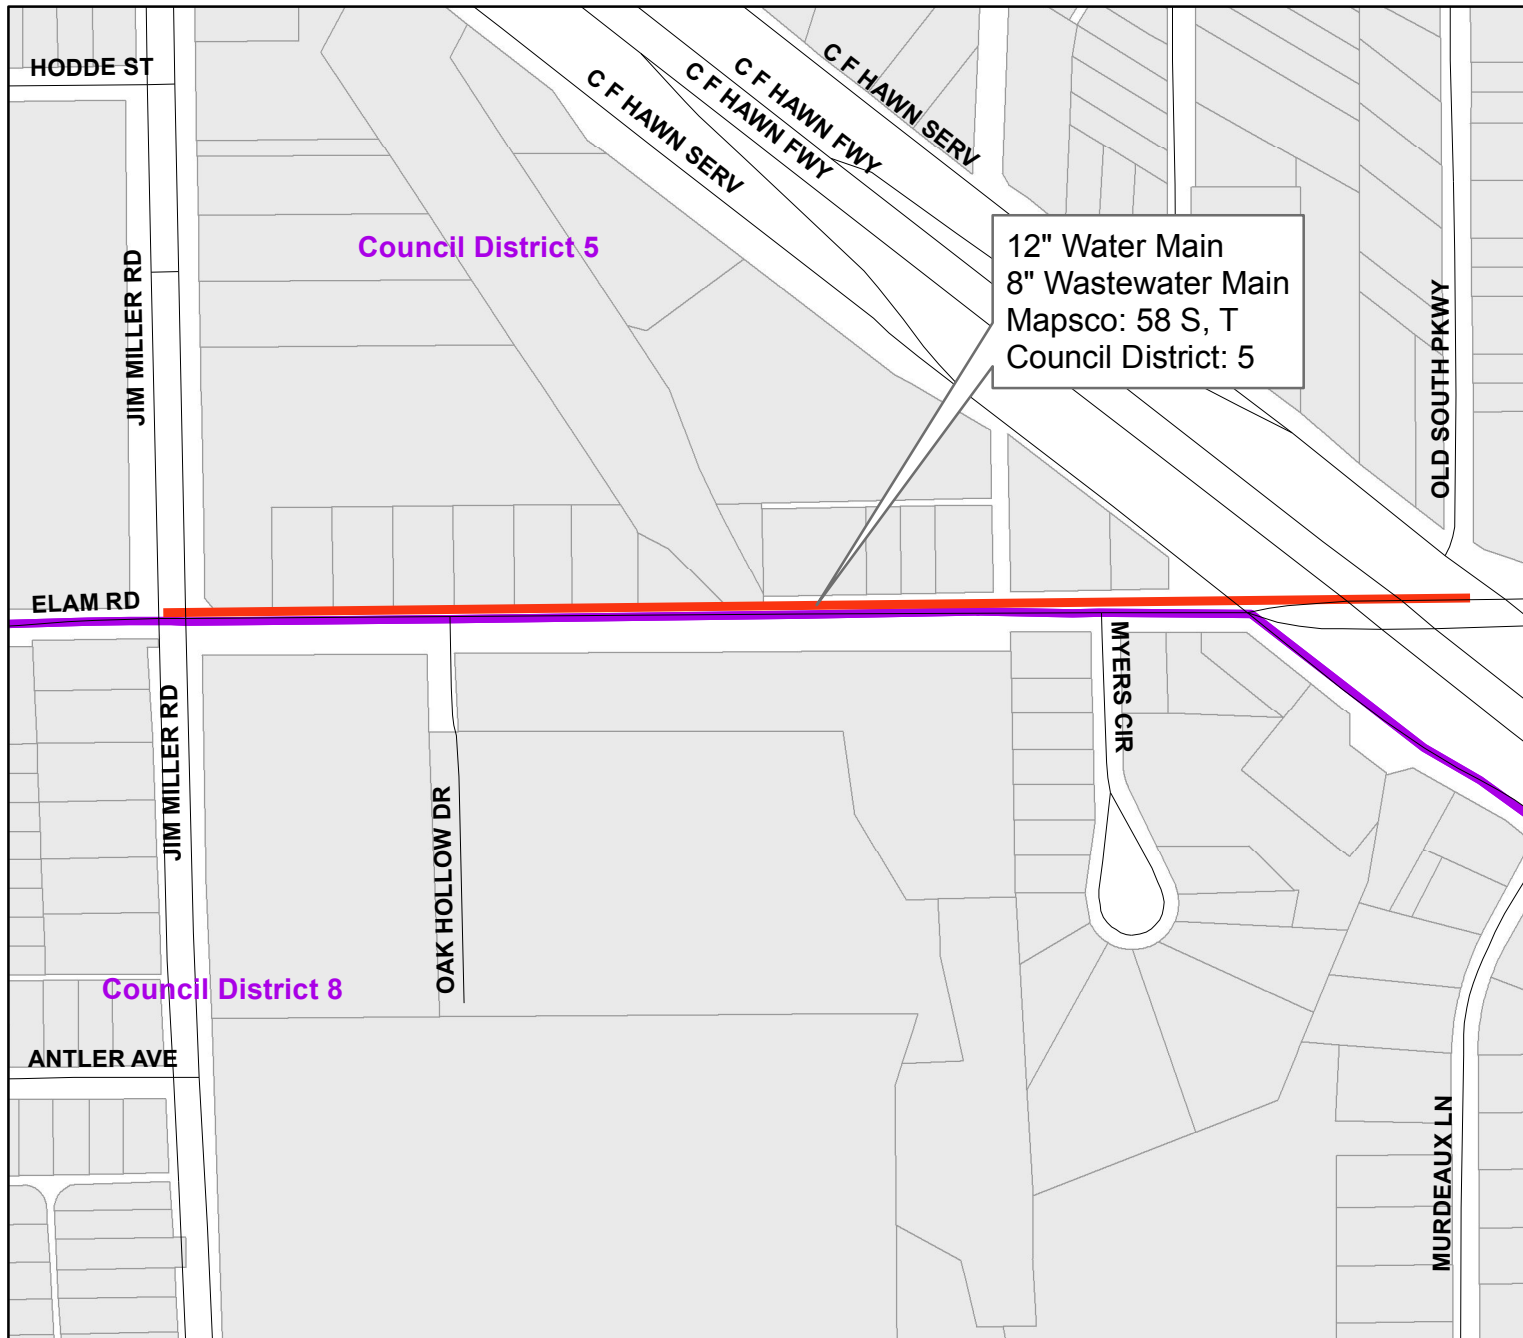 HODDE ST
C F HAWN SERV
C F HAWN FWY
C F HAWN FWY
C F HAWN SERV
Council District 5
JIM MILLER RD
12" Water Main
8" Wastewater Main
Mapsco: 58 S, T
Council District: 5
OLD SOUTH PKWY
ELAM RD
MYERS CIR
JIM MILLER RD
OAK HOLLOW DR
Council District 8
ANTLER AVE
MURDEAUX LN